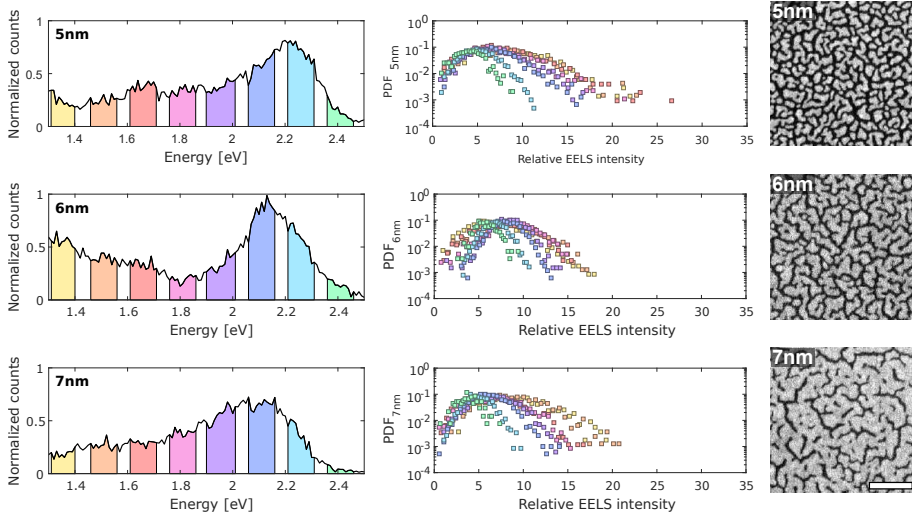 5nm
Normalized counts
1
0.5
0
1.4 1.6 1.8 2 2.2 2.4
Energy [eV]
PDF 5nm
10^0
10^-1
10^-2
10^-3
10^-4
0 5 10 15 20 25 30 35
Relative EELS intensity
5nm
6nm
Normalized counts
1
0.5
0
1.4 1.6 1.8 2 2.2 2.4
Energy [eV]
PDF6nm
10^0
10^-1
10^-2
10^-3
10^-4
0 5 10 15 20 25 30 35
Relative EELS intensity
6nm
7nm
Normalized counts
1
0.5
0
1.4 1.6 1.8 2 2.2 2.4
Energy [eV]
PDF7nm
10^0
10^-1
10^-2
10^-3
10^-4
0 5 10 15 20 25 30 35
Relative EELS intensity
7nm